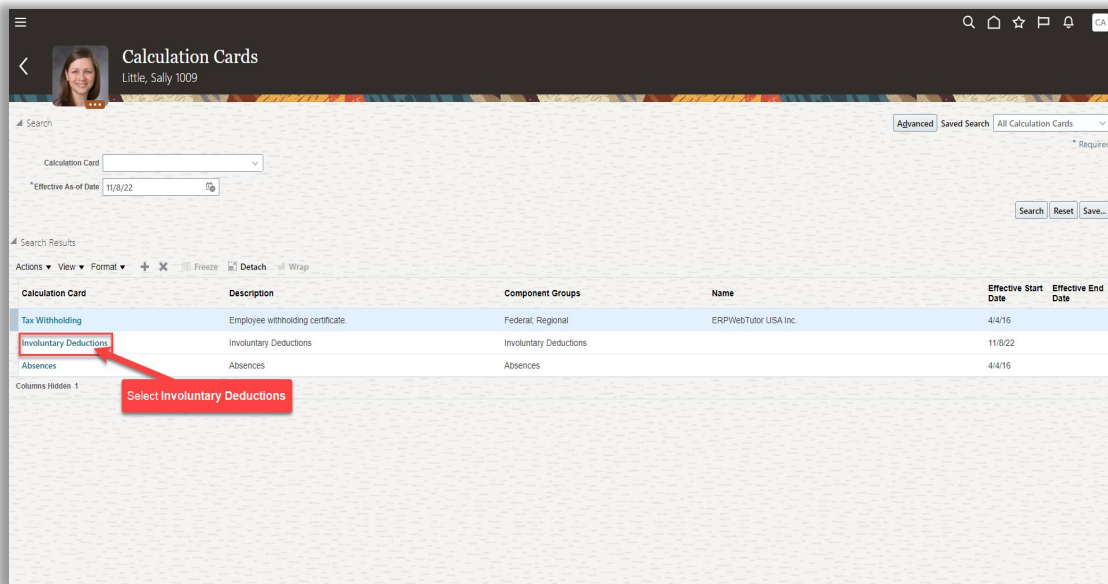 CA
Calculation Cards
Little, Sally 1009
Search
Advanced Saved Search All Calculation Cards
* Required
Calculation Card
*Effective As-of Date 11/8/22
Search Reset Save...
Search Results
Actions View Format Freeze Detach Wrap
Calculation Card Description Component Groups Name Effective Start Date Effective End Date
Tax Withholding Employee withholding certificate. Federal; Regional ERPWebTutor USA Inc. 4/4/16
Involuntary Deductions Involuntary Deductions Involuntary Deductions 11/8/22
Absences Absences Absences 4/4/16
Columns Hidden 1
Select Involuntary Deductions